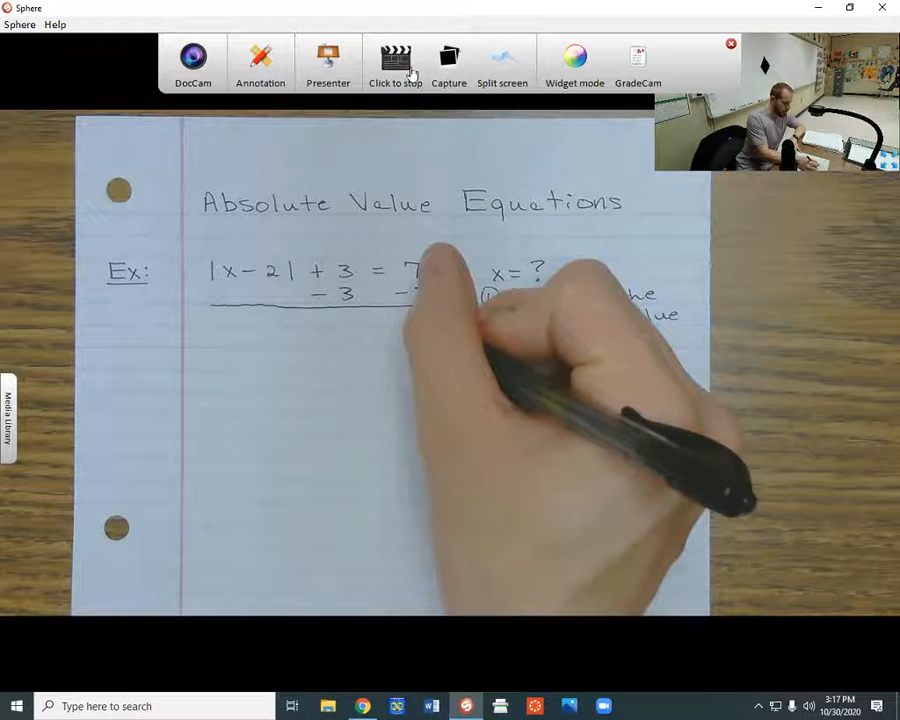 Sphere
Sphere Help
DocCam Annotation Presenter Click to stop Capture Split screen Widget mode GradeCam
Absolute Value Equations
Ex: |x - 2| + 3 = 7 x = ?
- 3 -
Media Library
Type here to search
3:17 PM
10/30/2020